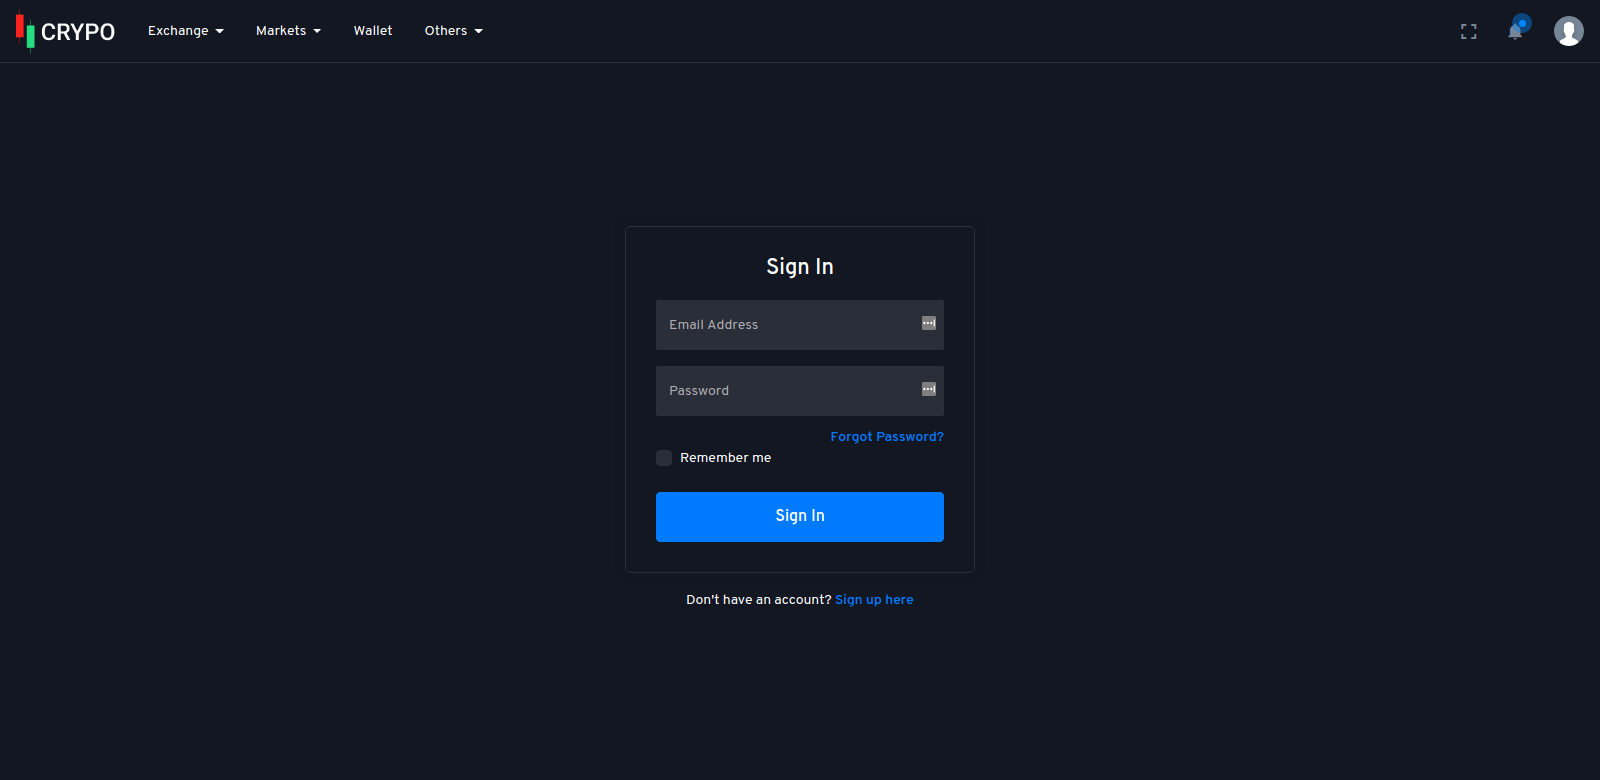 CRYPO Exchange Markets Wallet Others
Sign In
Email Address
Password
Forgot Password?
Remember me
Sign In
Don't have an account? Sign up here